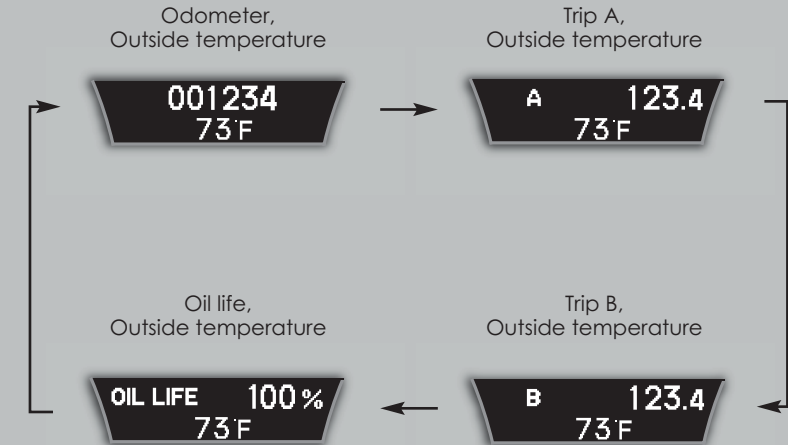 Odometer,
Outside temperature
001234
73°F
Trip A,
Outside temperature
A 123.4
73°F
Oil life,
Outside temperature
OIL LIFE 100%
73°F
Trip B,
Outside temperature
B 123.4
73°F